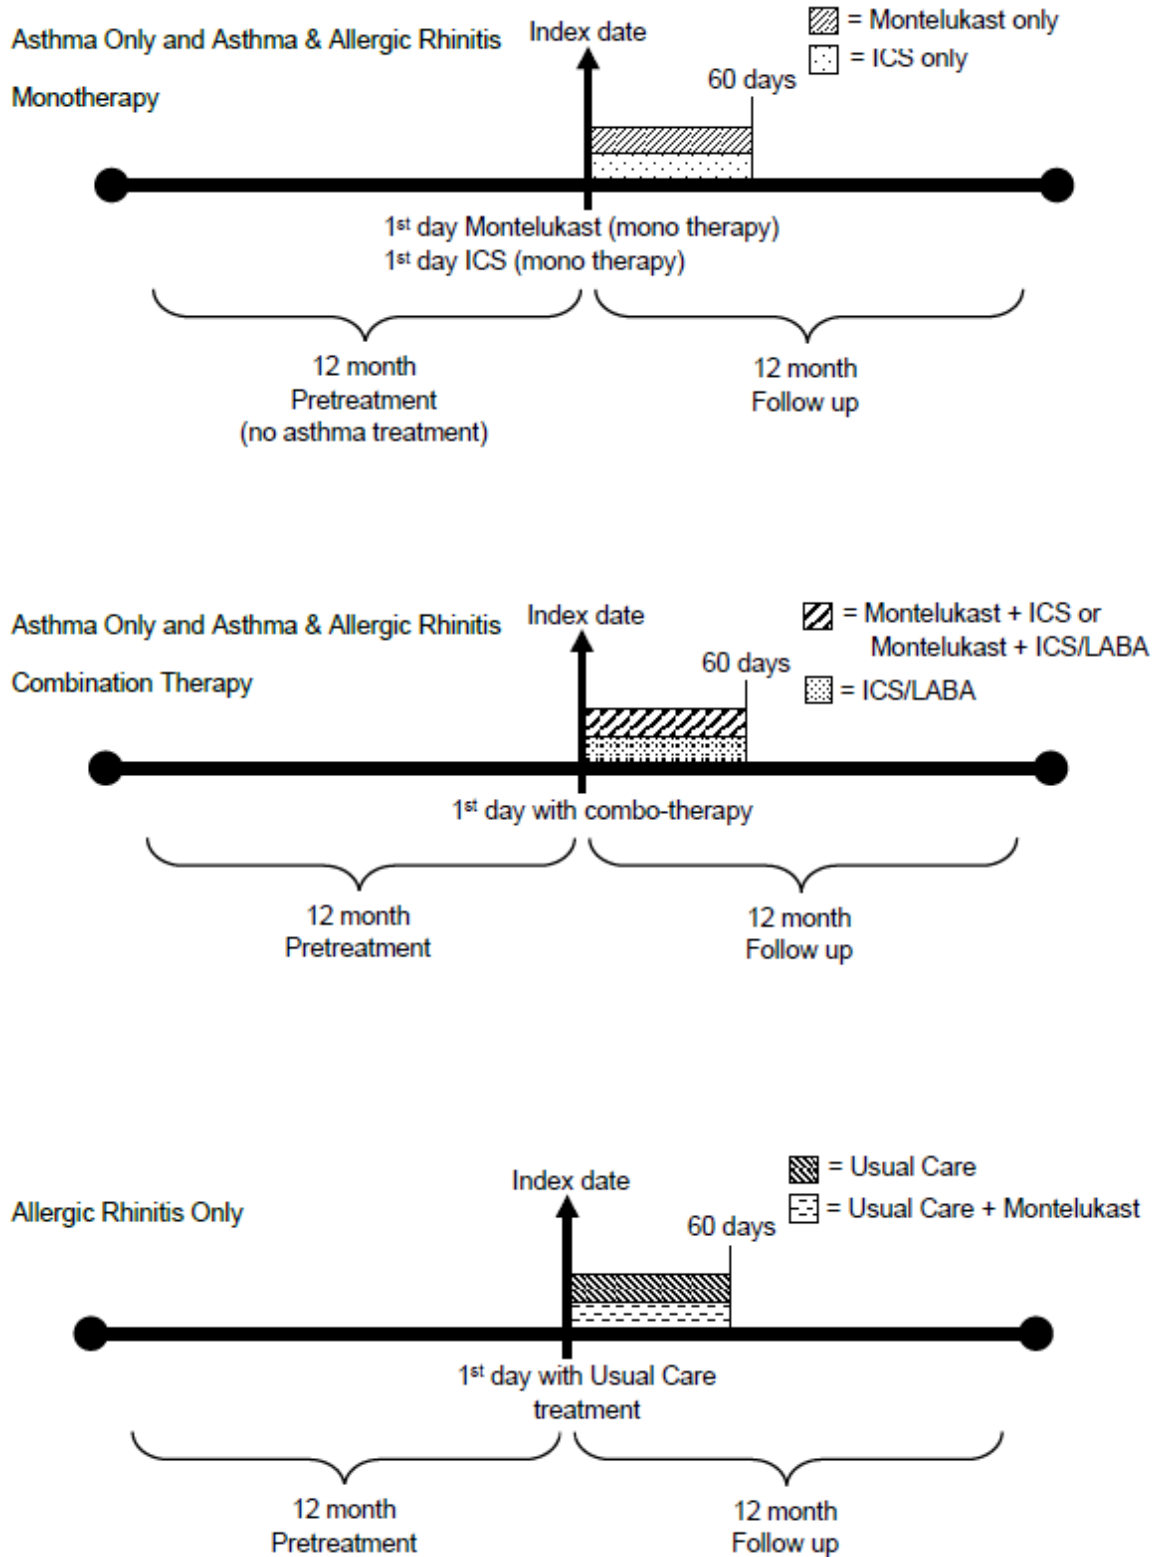 Asthma Only and Asthma & Allergic Rhinitis
Monotherapy
Index date
= Montelukast only
= ICS only
60 days
1st day Montelukast (mono therapy)
1st day ICS (mono therapy)
12 month
Pretreatment
(no asthma treatment)
12 month
Follow up
Asthma Only and Asthma & Allergic Rhinitis
Combination Therapy
Index date
= Montelukast + ICS or
Montelukast + ICS/LABA
= ICS/LABA
60 days
1st day with combo-therapy
12 month
Pretreatment
12 month
Follow up
Allergic Rhinitis Only
Index date
= Usual Care
= Usual Care + Montelukast
60 days
1st day with Usual Care
treatment
12 month
Pretreatment
12 month
Follow up